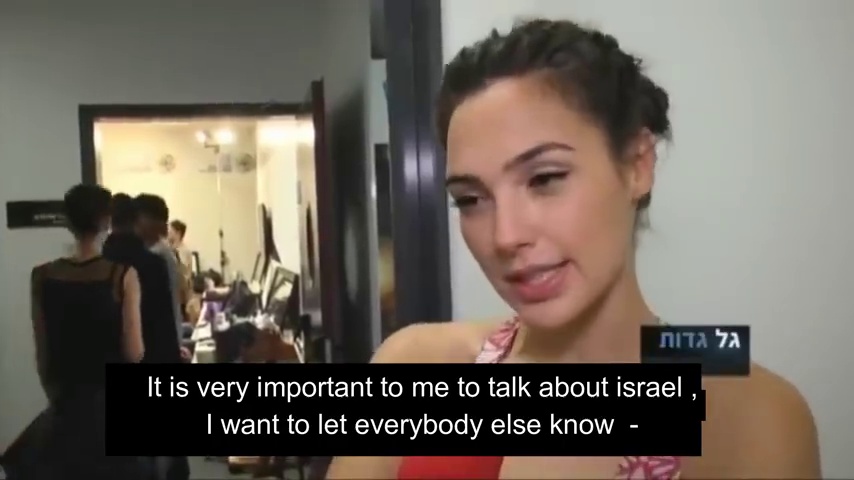 גל גדות
It is very important to me to talk about israel ,
I want to let everybody else know -